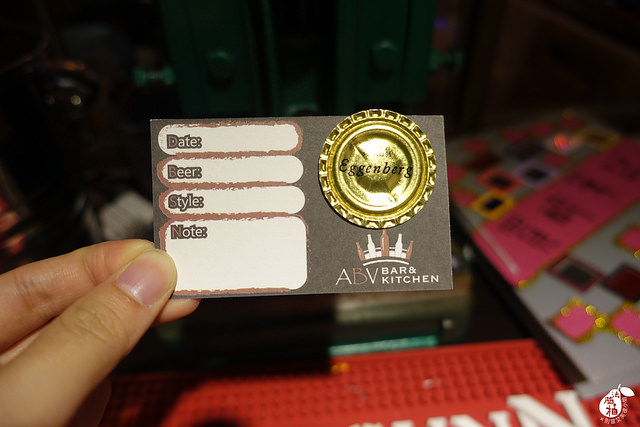 Date:
Beer:
Style:
Note:
Eggenberg
ABV BAR&
KITCHEN